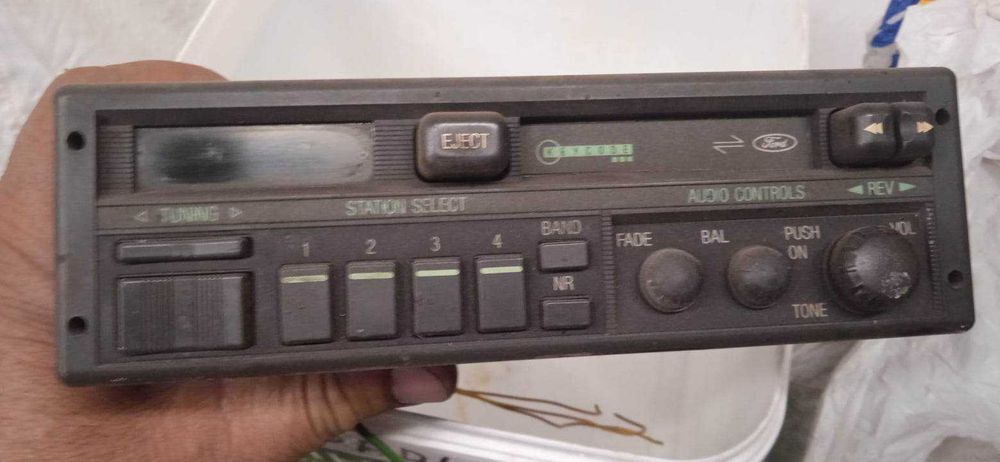 EJECT
KEYCODE
Ford
TUNING
STATION SELECT
AUDIO CONTROLS
REV
1 2 3 4
BAND
NR
FADE
BAL
PUSH
ON
VOL
TONE